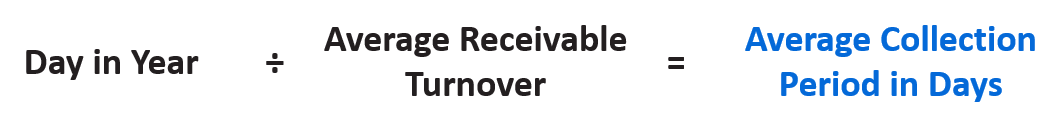 Day in Year ÷ Average Receivable Turnover = Average Collection Period in Days